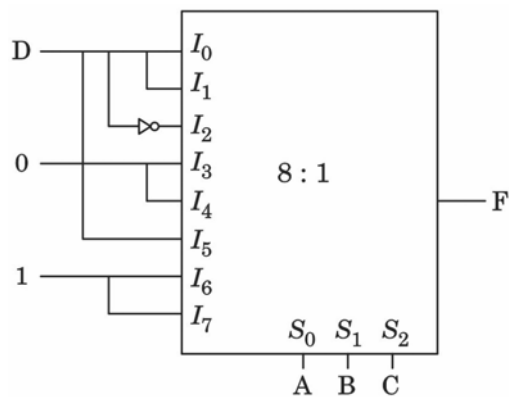 D I₀
I₁
I₂
0 I₃
8 : 1
I₄ F
I₅
1 I₆
I₇
S₀ S₁ S₂
A B C